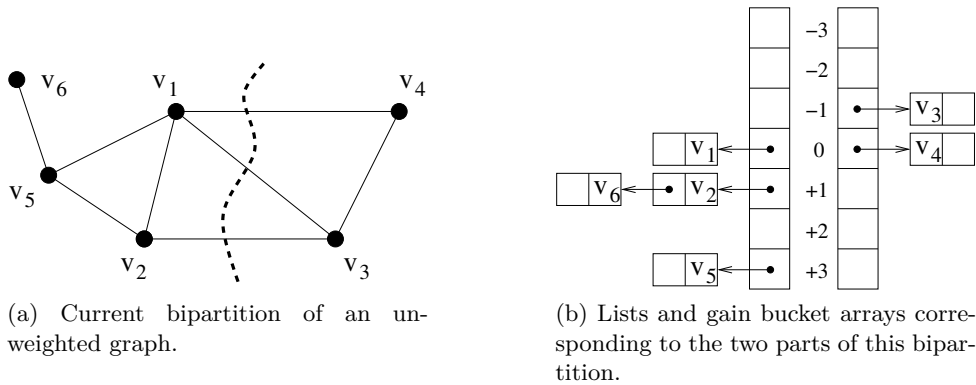 v6
v1
v4
v5
v2
v3
(a) Current bipartition of an un-
weighted graph.
−3
−2
−1
v3
v1
0
v4
v6
v2
+1
+2
v5
+3
(b) Lists and gain bucket arrays corre-
sponding to the two parts of this bipar-
tition.